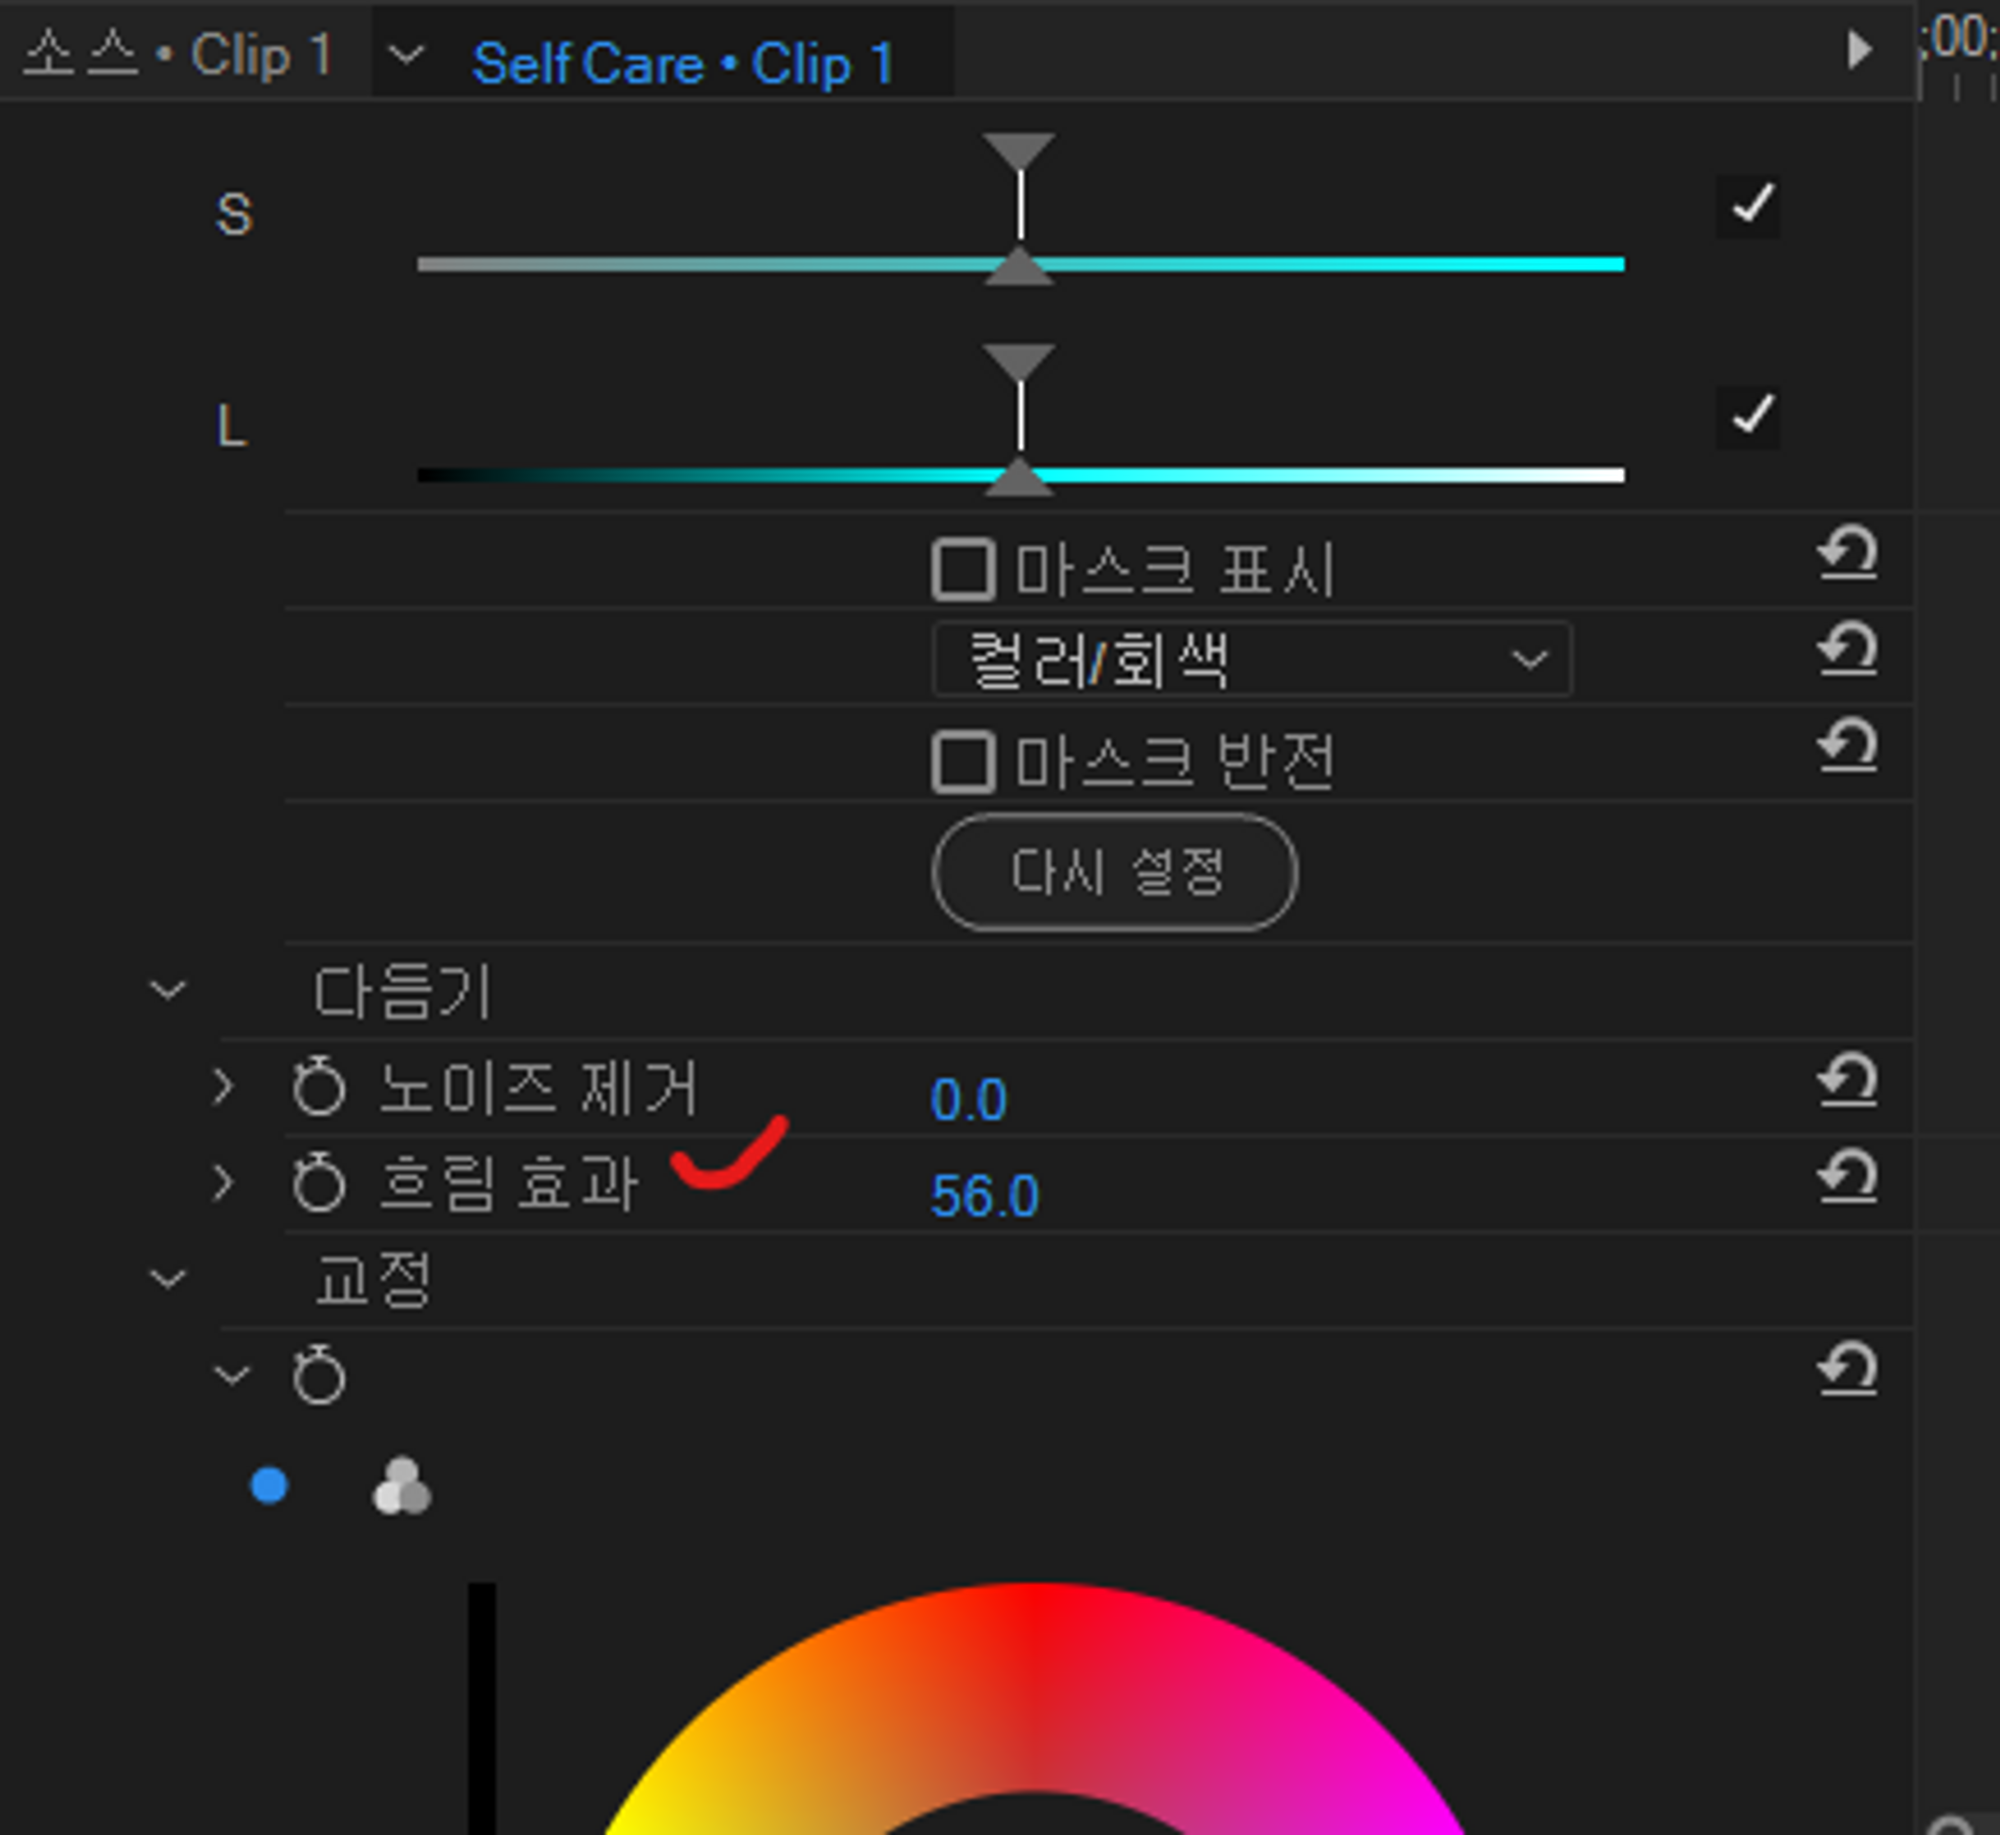 소스 • Clip 1
Self Care • Clip 1
;00;
S
L
마스크 표시
컬러/회색
마스크 반전
다시 설정
다듬기
노이즈 제거 0.0
흐림 효과 56.0
교정